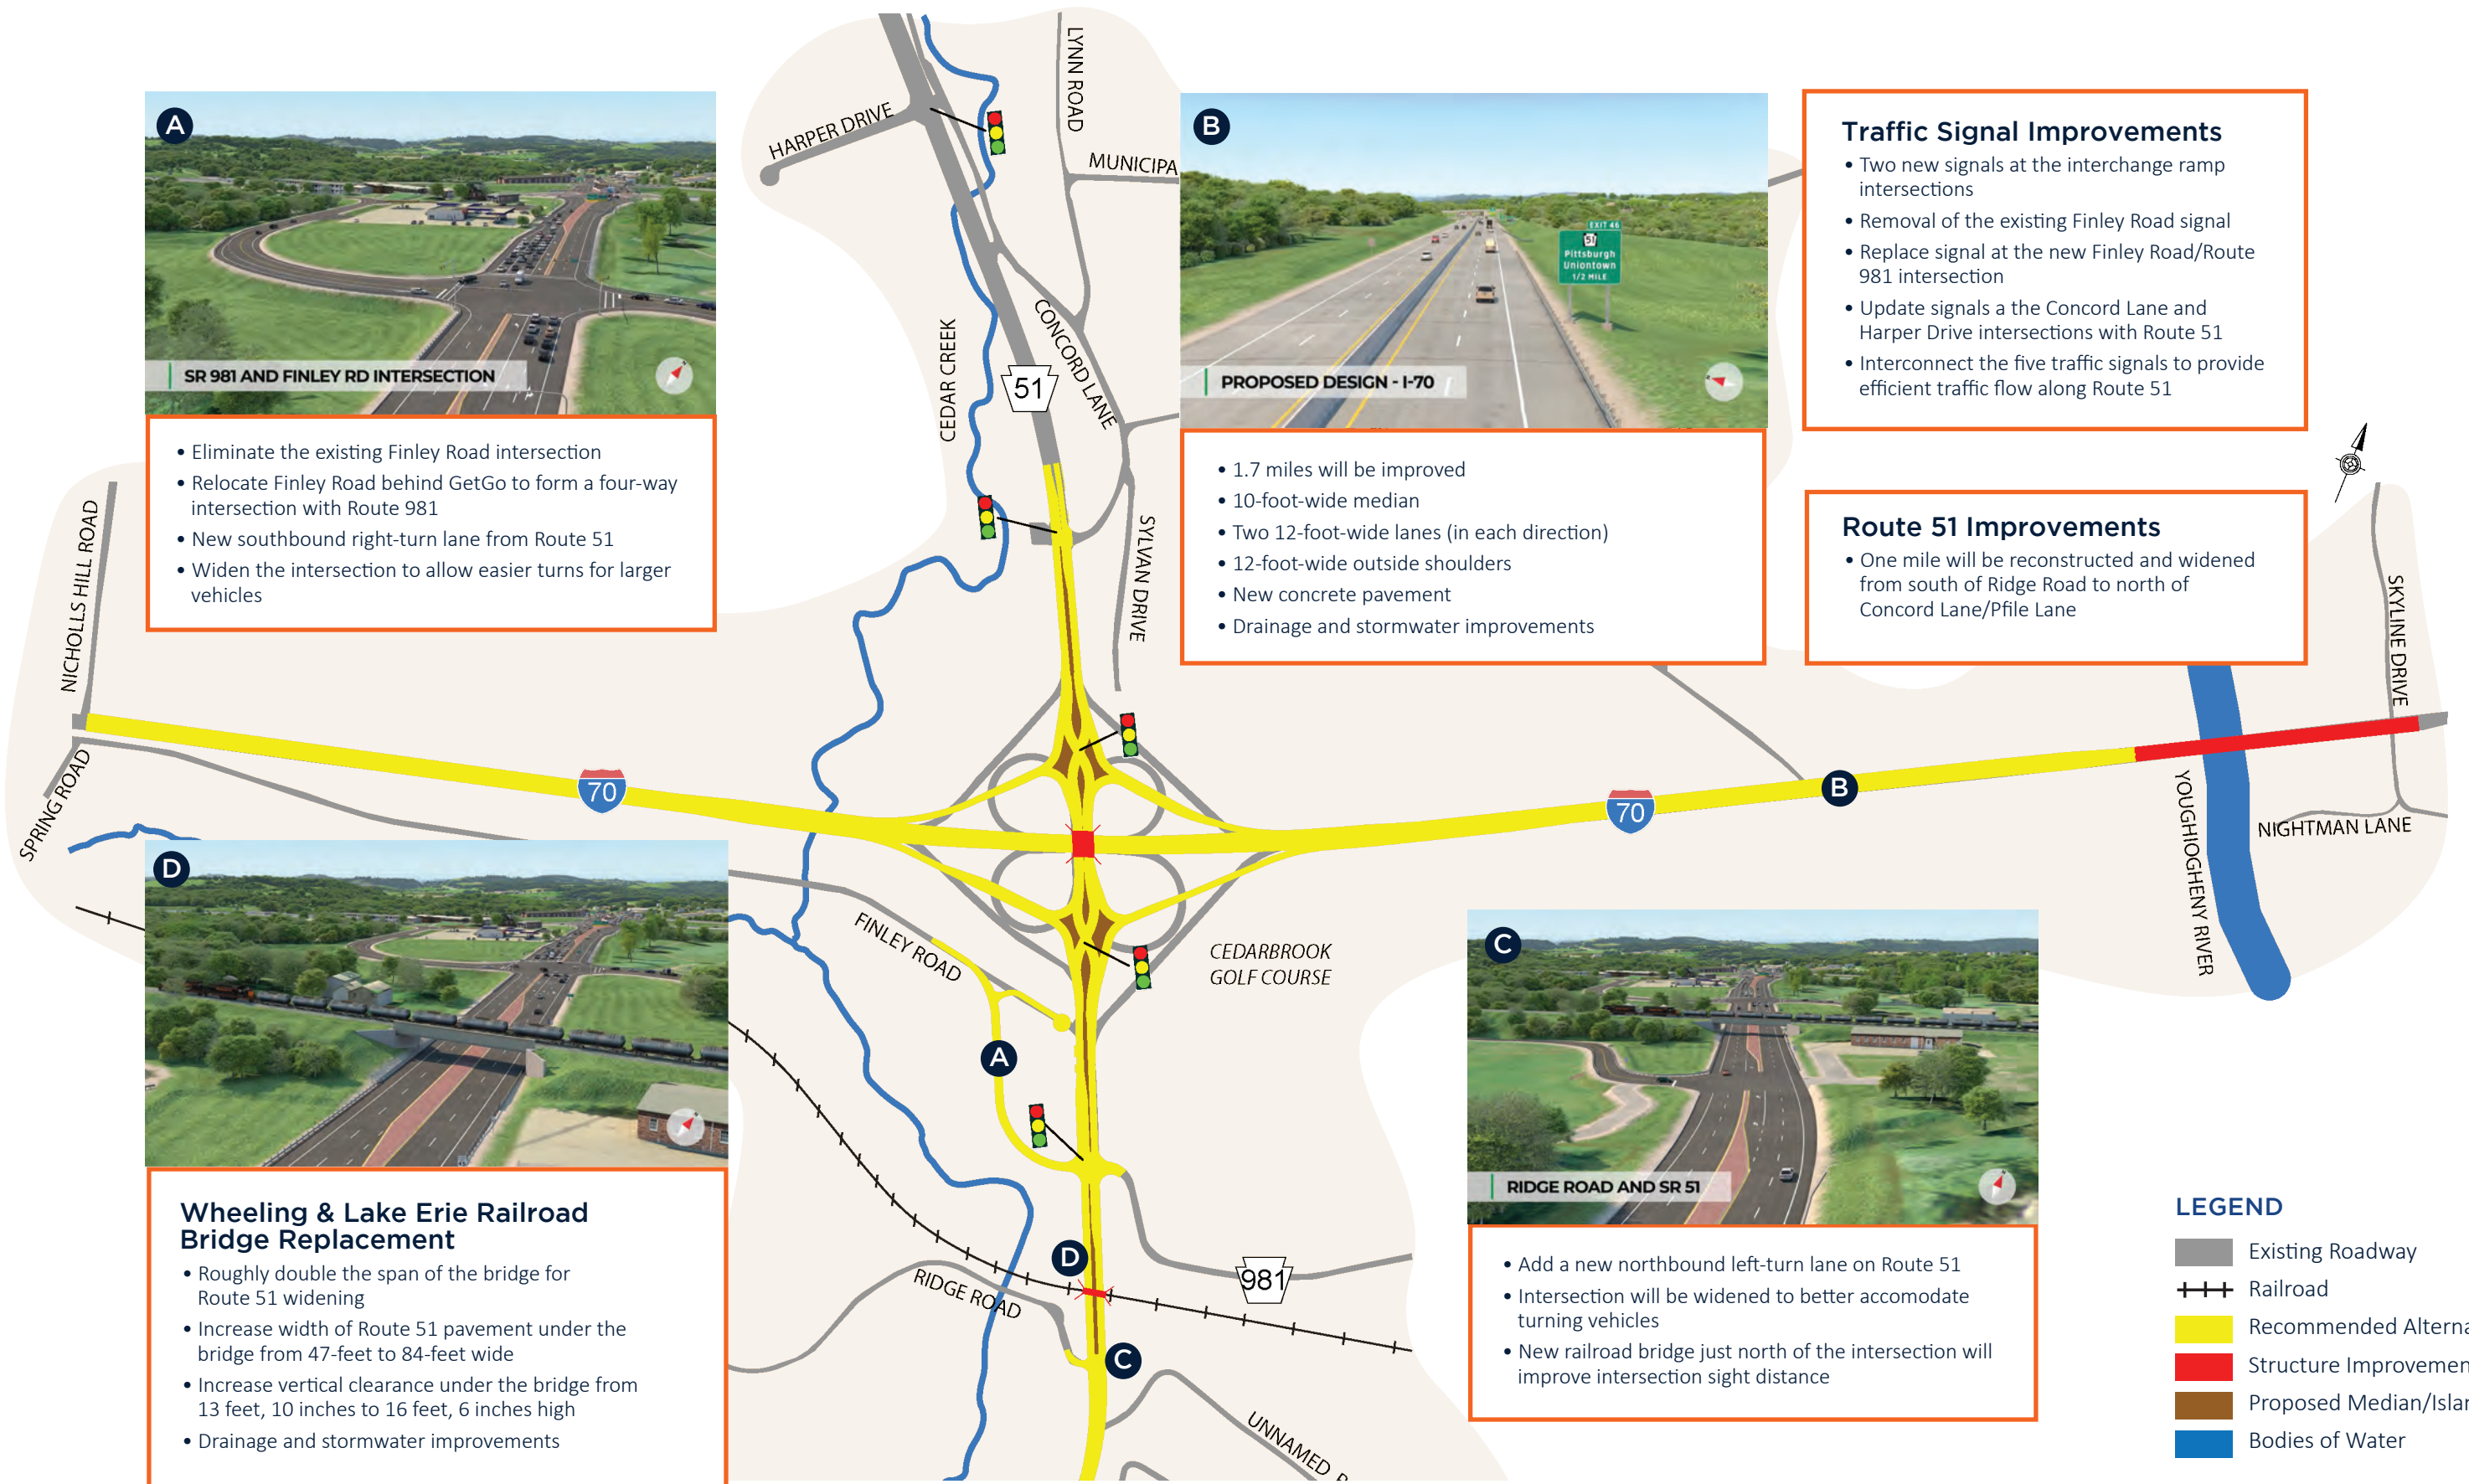 A
SR 981 AND FINLEY RD INTERSECTION
• Eliminate the existing Finley Road intersection
• Relocate Finley Road behind GetGo to form a four-way
intersection with Route 981
• New southbound right-turn lane from Route 51
• Widen the intersection to allow easier turns for larger
vehicles
HARPER DRIVE
LYNN ROAD
MUNICIPA
CEDAR CREEK
CONCORD LANE
51
SYLVAN DRIVE
B
EXIT 46
51
Pittsburgh
Uniontown
1/2 MILE
PROPOSED DESIGN - I-70
• 1.7 miles will be improved
• 10-foot-wide median
• Two 12-foot-wide lanes (in each direction)
• 12-foot-wide outside shoulders
• New concrete pavement
• Drainage and stormwater improvements
Traffic Signal Improvements
• Two new signals at the interchange ramp
intersections
• Removal of the existing Finley Road signal
• Replace signal at the new Finley Road/Route
981 intersection
• Update signals a the Concord Lane and
Harper Drive intersections with Route 51
• Interconnect the five traffic signals to provide
efficient traffic flow along Route 51
Route 51 Improvements
• One mile will be reconstructed and widened
from south of Ridge Road to north of
Concord Lane/Pfile Lane
NICHOLLS HILL ROAD
SPRING ROAD
70
70
B
SKYLINE DRIVE
YOUGHIOGHENY RIVER
NIGHTMAN LANE
FINLEY ROAD
CEDARBROOK
GOLF COURSE
A
D
RIDGE ROAD
981
C
UNNAMED
D
Wheeling & Lake Erie Railroad
Bridge Replacement
• Roughly double the span of the bridge for
Route 51 widening
• Increase width of Route 51 pavement under the
bridge from 47-feet to 84-feet wide
• Increase vertical clearance under the bridge from
13 feet, 10 inches to 16 feet, 6 inches high
• Drainage and stormwater improvements
C
RIDGE ROAD AND SR 51
• Add a new northbound left-turn lane on Route 51
• Intersection will be widened to better accomodate
turning vehicles
• New railroad bridge just north of the intersection will
improve intersection sight distance
LEGEND
Existing Roadway
Railroad
Recommended Alterna
Structure Improvemen
Proposed Median/Islan
Bodies of Water